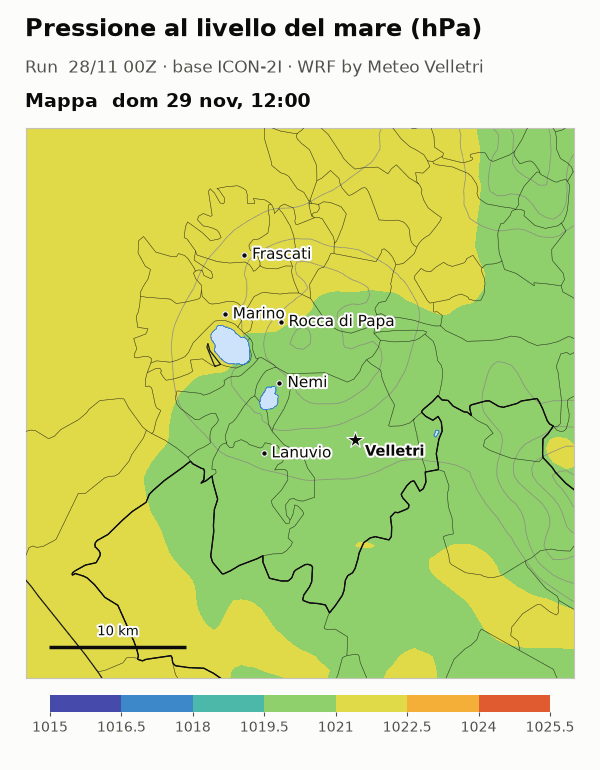 Pressione al livello del mare (hPa)
Run  28/11 00Z · base ICON-2I · WRF by Meteo Velletri
Mappa  dom 29 nov, 12:00
Frascati
Marino
Rocca di Papa
Nemi
Velletri
Lanuvio
10 km
1015 1016.5 1018 1019.5 1021 1022.5 1024 1025.5